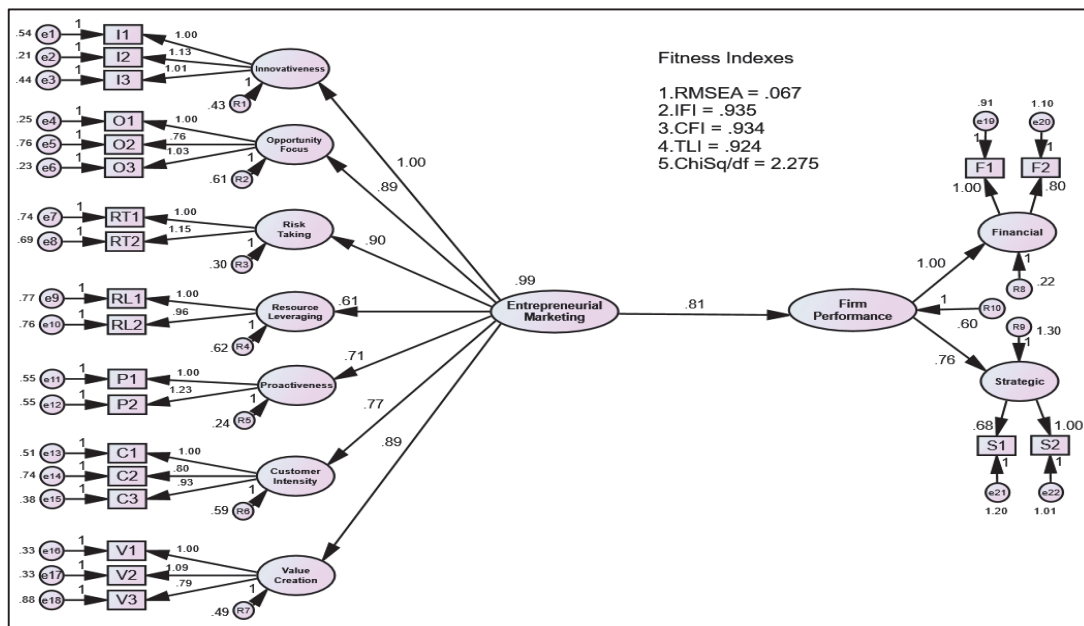 Fitness Indexes
1.RMSEA = .067
2.IFI = .935
3.CFI = .934
4.TLI = .924
5.ChiSq/df = 2.275
.54 e1 1 I1 1.00
.21 e2 1 I2 1.13
.44 e3 1 I3 1.01
Innovativeness
1
.43 R1
.25 e4 1 O1 1.00
.76 e5 1 O2 .76
.23 e6 1 O3 1.03
Opportunity
Focus
1
.61 R2
.74 e7 1 RT1 1.00
.69 e8 1 RT2 1.15
Risk
Taking
1
.30 R3
.77 e9 1 RL1 1.00
.76 e10 1 RL2 .96
Resource
Leveraging
1
.62 R4
.55 e11 1 P1 1.00
.55 e12 1 P2 1.23
Proactiveness
1
.24 R5
.51 e13 1 C1 1.00
.74 e14 1 C2 .80
.38 e15 1 C3 .93
Customer
Intensity
1
.59 R6
.33 e16 1 V1 1.00
.33 e17 1 V2 1.09
.88 e18 1 V3 .79
Value
Creation
1
.49 R7
1.00
.89
.90
.61
.71
.77
.89
.99
Entrepreneurial
Marketing
.81
Firm
Performance
1
R10
.60
1.00
.76
.91 1.10
e19 e20
1 1
F1 F2
1.00 .80
Financial
1
R8 .22
R9 1.30
1
Strategic
.68 1.00
S1 S2
1 1
e21 e22
1.20 1.01